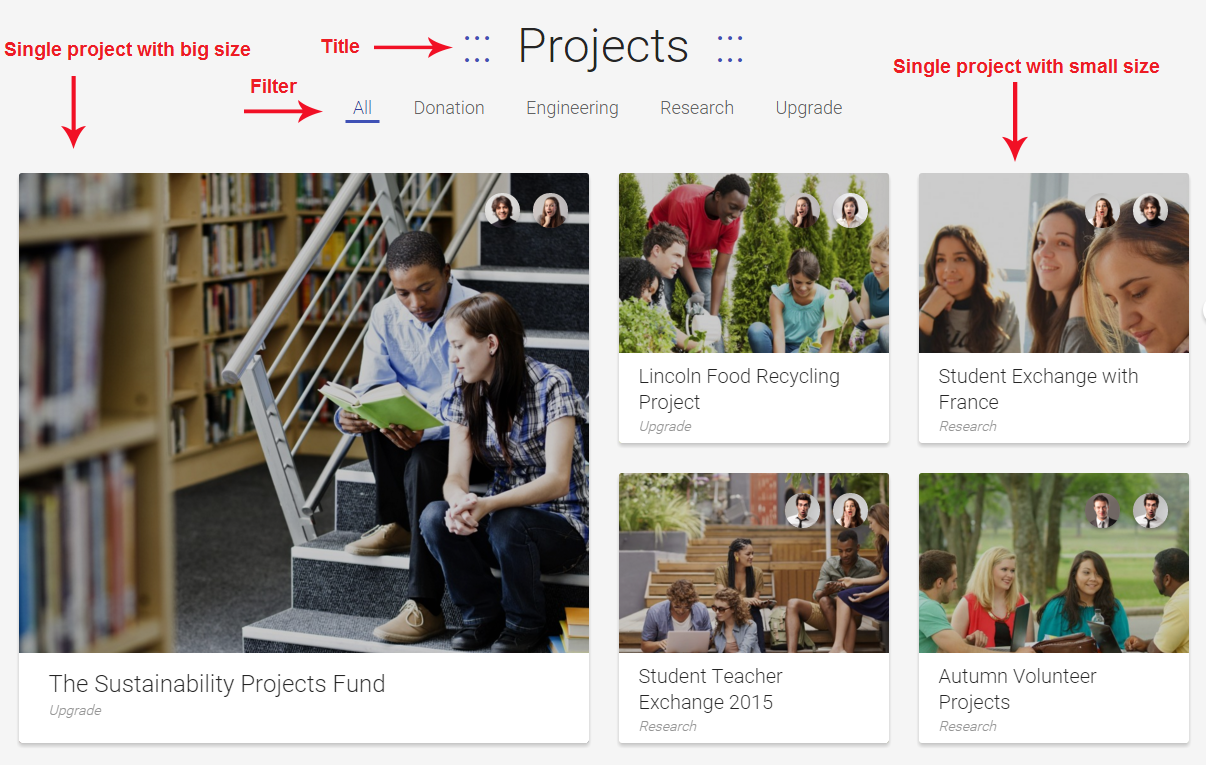 Single project with big size
Title
Projects
Single project with small size
Filter
All Donation Engineering Research Upgrade
The Sustainability Projects Fund
Upgrade
Lincoln Food Recycling
Project
Upgrade
Student Exchange with
France
Research
Student Teacher
Exchange 2015
Research
Autumn Volunteer
Projects
Research